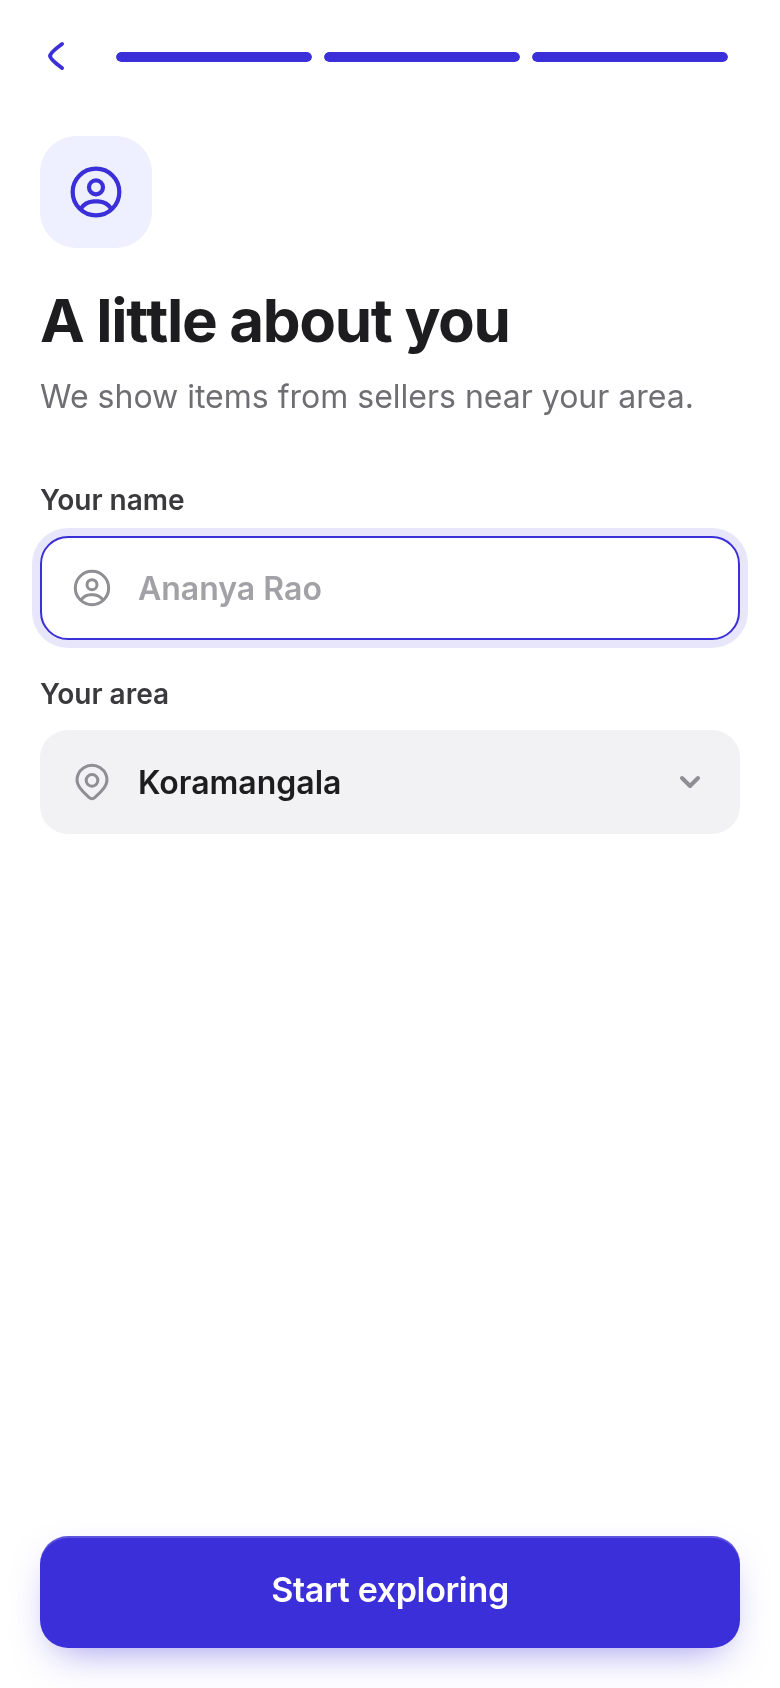 A little about you
We show items from sellers near your area.
Your name
Ananya Rao
Your area
Koramangala
Start exploring